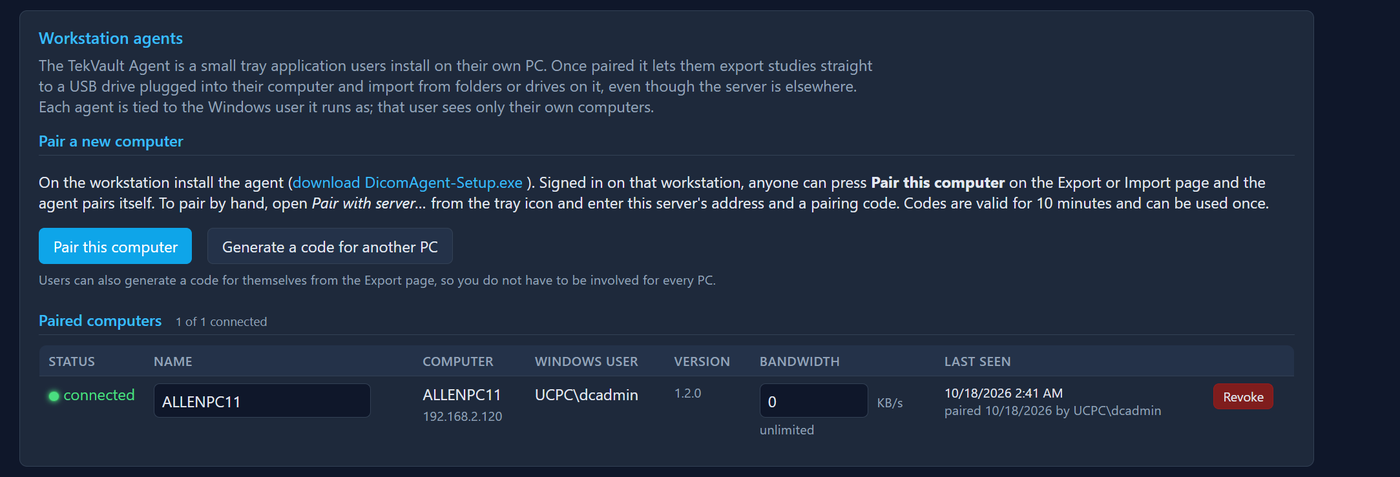 Workstation agents
The TekVault Agent is a small tray application users install on their own PC. Once paired it lets them export studies straight
to a USB drive plugged into their computer and import from folders or drives on it, even though the server is elsewhere.
Each agent is tied to the Windows user it runs as; that user sees only their own computers.
Pair a new computer
On the workstation install the agent (download DicomAgent-Setup.exe ). Signed in on that workstation, anyone can press Pair this computer on the Export or Import page and the
agent pairs itself. To pair by hand, open Pair with server... from the tray icon and enter this server's address and a pairing code. Codes are valid for 10 minutes and can be used once.
Pair this computer Generate a code for another PC
Users can also generate a code for themselves from the Export page, so you do not have to be involved for every PC.
Paired computers 1 of 1 connected
STATUS NAME COMPUTER WINDOWS USER VERSION BANDWIDTH LAST SEEN
connected ALLENPC11 ALLENPC11 UCPC\dcadmin 1.2.0 0 KB/s 10/18/2026 2:41 AM Revoke
192.168.2.120 paired 10/18/2026 by UCPC\dcadmin
unlimited